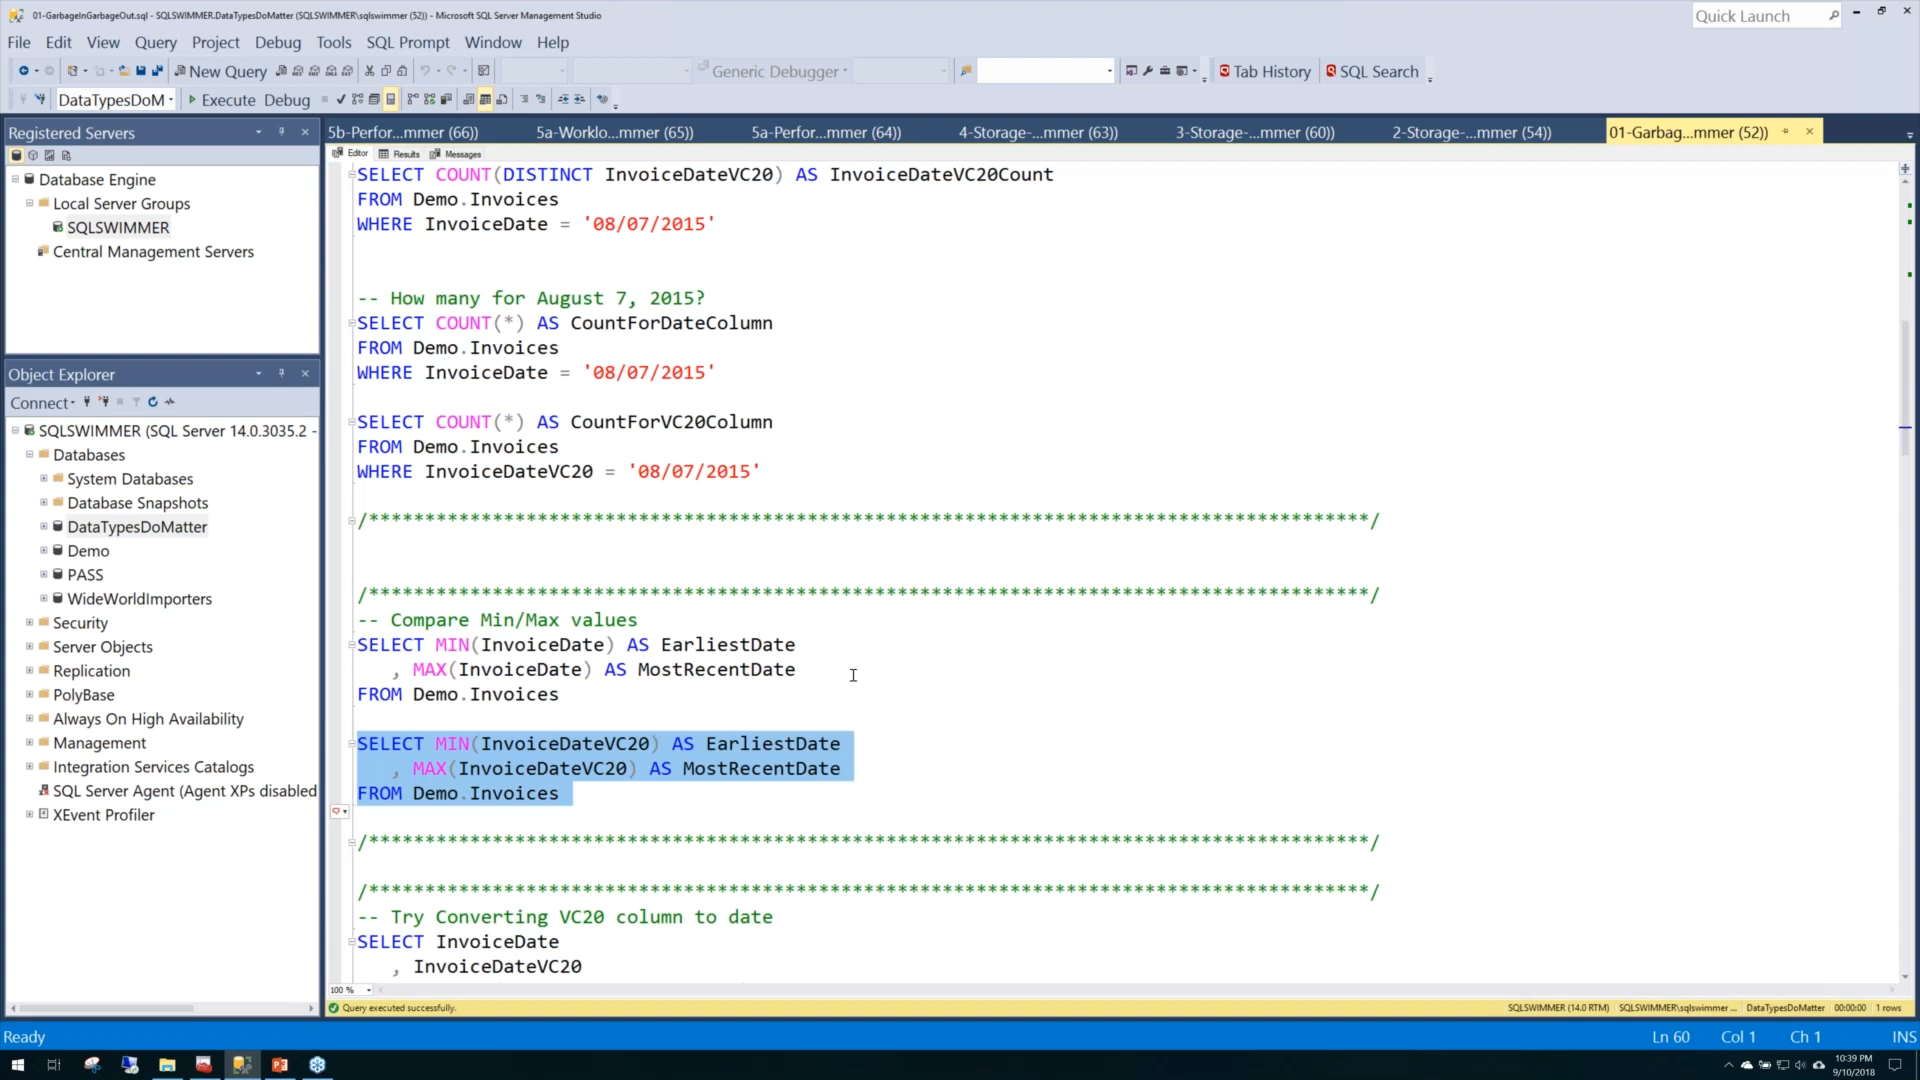 01-GarbageInGarbageOut.sql - SQLSWIMMER.DataTypesDoMatter (SQLSWIMMER\sqlswimmer (52)) - Microsoft SQL Server Management Studio
Quick Launch
File Edit View Query Project Debug Tools SQL Prompt Window Help
New Query Generic Debugger Tab History SQL Search
DataTypesDoM Execute Debug
Registered Servers
Database Engine
Local Server Groups
SQLSWIMMER
Central Management Servers
Object Explorer
Connect
SQLSWIMMER (SQL Server 14.0.3035.2 -
Databases
System Databases
Database Snapshots
DataTypesDoMatter
Demo
PASS
WideWorldImporters
Security
Server Objects
Replication
PolyBase
Always On High Availability
Management
Integration Services Catalogs
SQL Server Agent (Agent XPs disabled
XEvent Profiler
5b-Perfor...mmer (66)) 5a-Worklo...mmer (65)) 5a-Perfor...mmer (64)) 4-Storage-...mmer (63)) 3-Storage-...mmer (60)) 2-Storage-...mmer (54)) 01-Garbag...mmer (52))
Editor Results Messages
SELECT COUNT(DISTINCT InvoiceDateVC20) AS InvoiceDateVC20Count
FROM Demo.Invoices
WHERE InvoiceDate = '08/07/2015'
-- How many for August 7, 2015?
SELECT COUNT(*) AS CountForDateColumn
FROM Demo.Invoices
WHERE InvoiceDate = '08/07/2015'
SELECT COUNT(*) AS CountForVC20Column
FROM Demo.Invoices
WHERE InvoiceDateVC20 = '08/07/2015'
/******************************************************************************************/
/******************************************************************************************/
-- Compare Min/Max values
SELECT MIN(InvoiceDate) AS EarliestDate
, MAX(InvoiceDate) AS MostRecentDate
FROM Demo.Invoices
SELECT MIN(InvoiceDateVC20) AS EarliestDate
, MAX(InvoiceDateVC20) AS MostRecentDate
FROM Demo.Invoices
/******************************************************************************************/
/******************************************************************************************/
-- Try Converting VC20 column to date
SELECT InvoiceDate
, InvoiceDateVC20
100 %
Query executed successfully. SQLSWIMMER (14.0 RTM) SQLSWIMMER\sqlswimmer ... DataTypesDoMatter 00:00:00 1 rows
Ready Ln 60 Col 1 Ch 1 INS
10:39 PM
9/10/2018